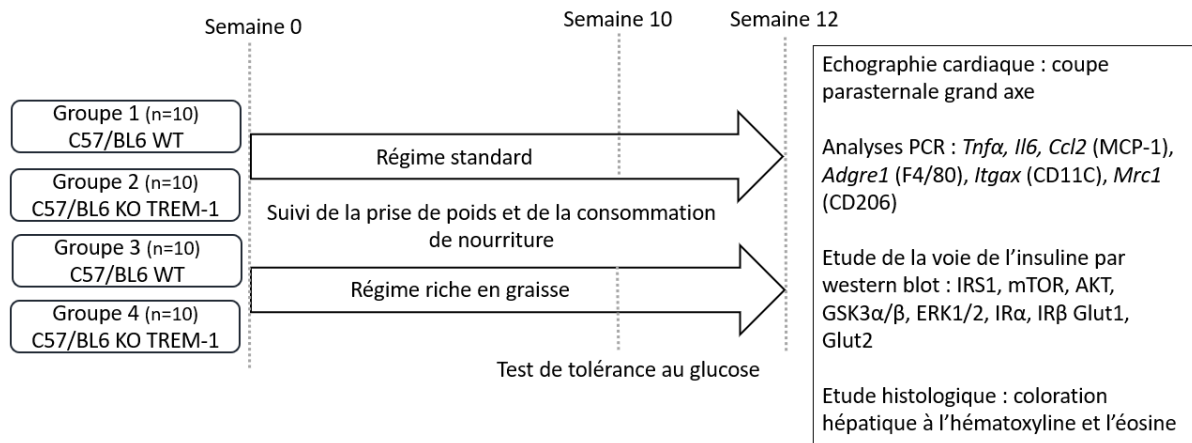 Semaine 0
Semaine 10
Semaine 12
Groupe 1 (n=10)
C57/BL6 WT
Groupe 2 (n=10)
C57/BL6 KO TREM-1
Groupe 3 (n=10)
C57/BL6 WT
Groupe 4 (n=10)
C57/BL6 KO TREM-1
Régime standard
Suivi de la prise de poids et de la consommation
de nourriture
Régime riche en graisse
Test de tolérance au glucose
Echographie cardiaque : coupe
parasternale grand axe
Analyses PCR : Tnfα, Il6, Ccl2 (MCP-1),
Adgre1 (F4/80), Itgax (CD11C), Mrc1
(CD206)
Etude de la voie de l’insuline par
western blot : IRS1, mTOR, AKT,
GSK3α/β, ERK1/2, IRα, IRβ Glut1,
Glut2
Etude histologique : coloration
hépatique à l’hématoxyline et l’éosine